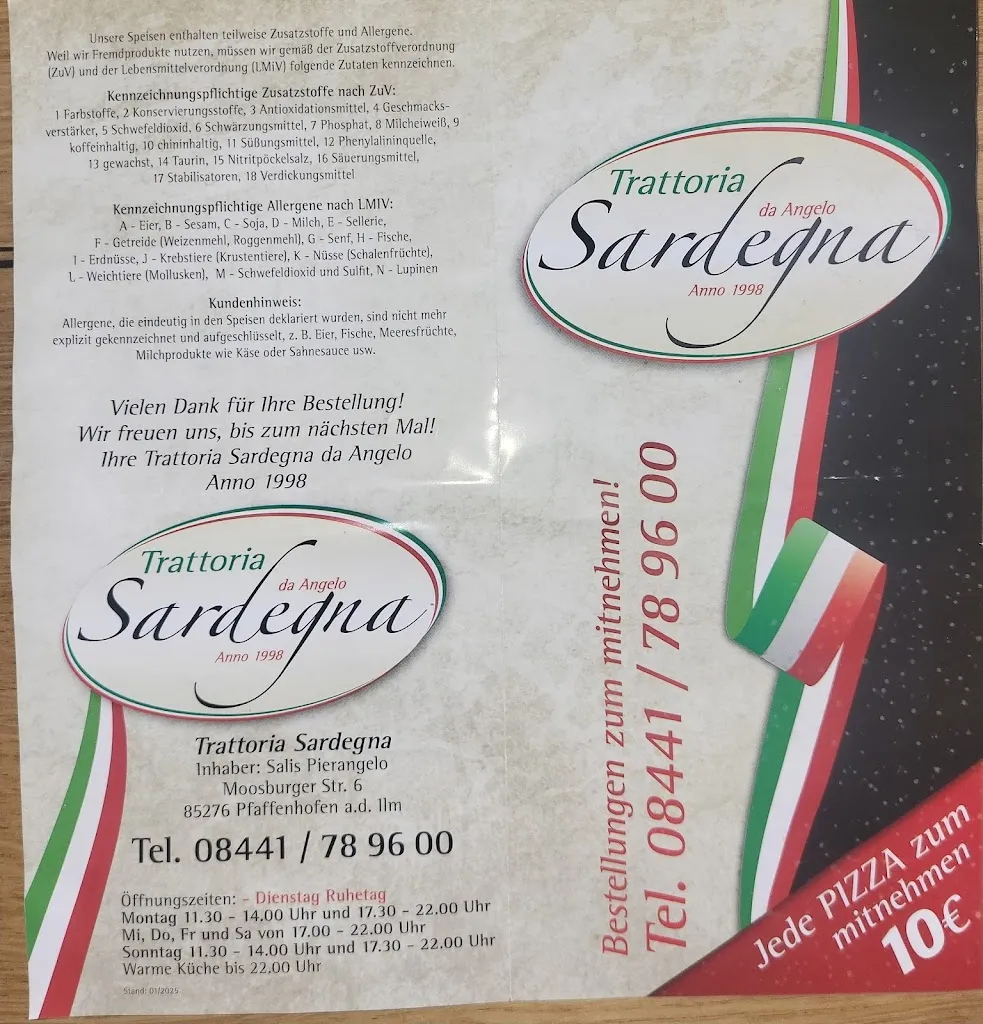 Unsere Speisen enthalten teilweise Zusatzstoffe und Allergene.
Weil wir Fremdprodukte nutzen, müssen wir gemäß der Zusatzstoffverordnung
(ZuV) und der Lebensmittelverordnung (LMiV) folgende Zutaten kennzeichnen.
Kennzeichnungspflichtige Zusatzstoffe nach ZuV:
1 Farbstoffe, 2 Konservierungsstoffe, 3 Antioxidationsmittel, 4 Geschmacks-
verstärker, 5 Schwefeldioxid, 6 Schwärzungsmittel, 7 Phosphat, 8 Milcheiweiß, 9
koffeinhaltig, 10 chininhaltig, 11 Süßungsmittel, 12 Phenylalininquelle,
13 gewachst, 14 Taurin, 15 Nitritpöckelsalz, 16 Säuerungsmittel,
17 Stabilisatoren, 18 Verdickungsmittel
Kennzeichnungspflichtige Allergene nach LMIV:
A - Eier, B - Sesam, C - Soja, D - Milch, E - Sellerie,
F - Getreide (Weizenmehl, Roggenmehl), G - Senf, H - Fische,
I - Erdnüsse, J - Krebstiere (Krustentiere), K - Nüsse (Schalenfrüchte),
L - Weichtiere (Mollusken), M - Schwefeldioxid und Sulfit, N - Lupinen
Kundenhinweis:
Allergene, die eindeutig in den Speisen deklariert wurden, sind nicht mehr
explizit gekennzeichnet und aufgeschlüsselt, z. B. Eier, Fische, Meeresfrüchte,
Milchprodukte wie Käse oder Sahnesauce usw.
Vielen Dank für Ihre Bestellung!
Wir freuen uns, bis zum nächsten Mal!
Ihre Trattoria Sardegna da Angelo
Anno 1998
Trattoria
da Angelo
Sardegna
Anno 1998
Trattoria Sardegna
Inhaber: Salis Pierangelo
Moosburger Str. 6
85276 Pfaffenhofen a.d. Ilm
Tel. 08441 / 78 96 00
Öffnungszeiten: - Dienstag Ruhetag
Montag 11.30 - 14.00 Uhr und 17.30 - 22.00 Uhr
Mi, Do, Fr und Sa von 17.00 - 22.00 Uhr
Sonntag 11.30 - 14.00 Uhr und 17.30 - 22.00 Uhr
Warme Küche bis 22.00 Uhr
Stand: 01/2025
Trattoria
da Angelo
Sardegna
Anno 1998
Bestellungen zum mitnehmen!
Tel. 08441 / 78 96 00
Jede PIZZA zum
mitnehmen
10€